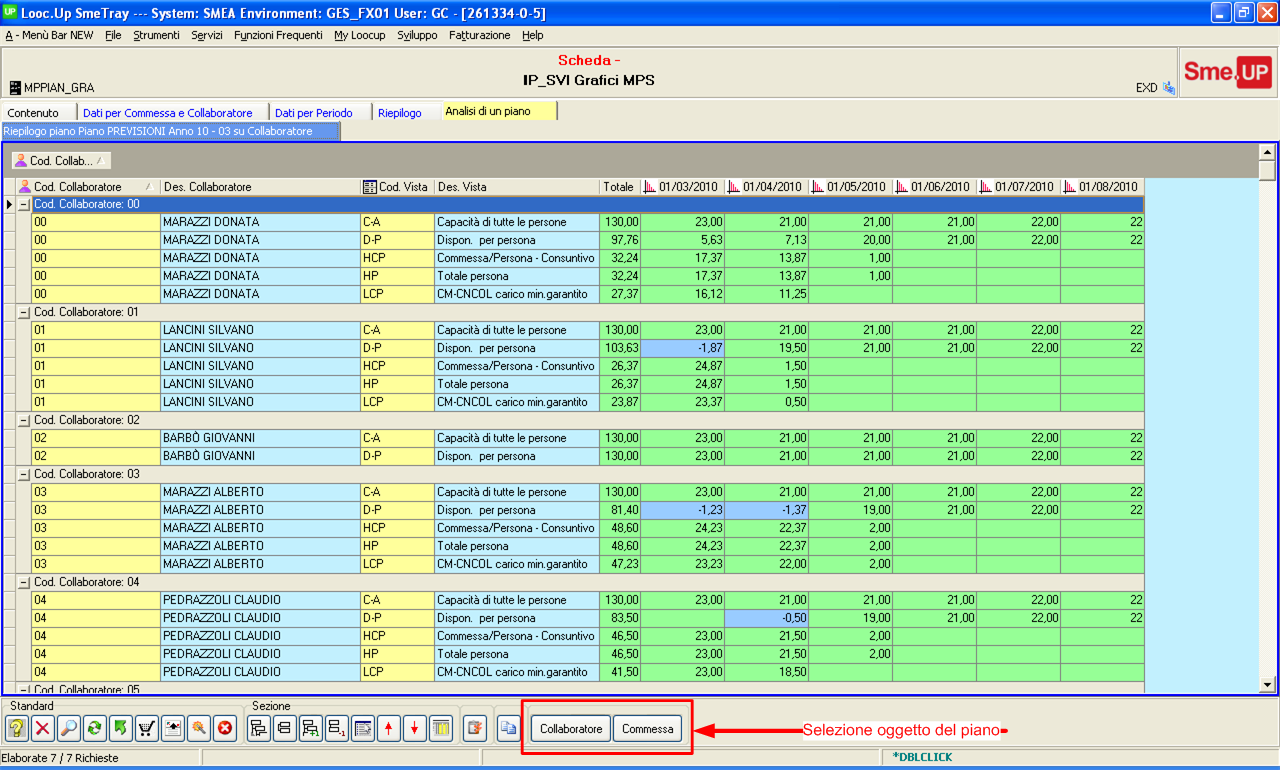 UP Looc.Up SmeTray --- System: SMEA Environment: GES_FX01 User: GC - [261334-0-5]
A - Menù Bar NEW File Strumenti Servizi Funzioni Frequenti My Loocup Sviluppo Fatturazione Help
Scheda -
IP_SVI Grafici MPS
MPPIAN_GRA
EXD
Sme.UP
Contenuto Dati per Commessa e Collaboratore Dati per Periodo Riepilogo Analisi di un piano
Riepilogo piano Piano PREVISIONI Anno 10 - 03 su Collaboratore
Cod. Collab...
Cod. Collaboratore Des. Collaboratore Cod. Vista Des. Vista Totale 01/03/2010 01/04/2010 01/05/2010 01/06/2010 01/07/2010 01/08/2010
Cod. Collaboratore: 00
00 MARAZZI DONATA C-A Capacità di tutte le persone 130,00 23,00 21,00 21,00 21,00 22,00 22
00 MARAZZI DONATA D-P Dispon. per persona 97,76 5,63 7,13 20,00 21,00 22,00 22
00 MARAZZI DONATA HCP Commessa/Persona - Consuntivo 32,24 17,37 13,87 1,00
00 MARAZZI DONATA HP Totale persona 32,24 17,37 13,87 1,00
00 MARAZZI DONATA LCP CM-CNCOL carico min.garantito 27,37 16,12 11,25
Cod. Collaboratore: 01
01 LANCINI SILVANO C-A Capacità di tutte le persone 130,00 23,00 21,00 21,00 21,00 22,00 22
01 LANCINI SILVANO D-P Dispon. per persona 103,63 -1,87 19,50 21,00 21,00 22,00 22
01 LANCINI SILVANO HCP Commessa/Persona - Consuntivo 26,37 24,87 1,50
01 LANCINI SILVANO HP Totale persona 26,37 24,87 1,50
01 LANCINI SILVANO LCP CM-CNCOL carico min.garantito 23,87 23,37 0,50
Cod. Collaboratore: 02
02 BARBÒ GIOVANNI C-A Capacità di tutte le persone 130,00 23,00 21,00 21,00 21,00 22,00 22
02 BARBÒ GIOVANNI D-P Dispon. per persona 130,00 23,00 21,00 21,00 21,00 22,00 22
Cod. Collaboratore: 03
03 MARAZZI ALBERTO C-A Capacità di tutte le persone 130,00 23,00 21,00 21,00 21,00 22,00 22
03 MARAZZI ALBERTO D-P Dispon. per persona 81,40 -1,23 -1,37 19,00 21,00 22,00 22
03 MARAZZI ALBERTO HCP Commessa/Persona - Consuntivo 48,60 24,23 22,37 2,00
03 MARAZZI ALBERTO HP Totale persona 48,60 24,23 22,37 2,00
03 MARAZZI ALBERTO LCP CM-CNCOL carico min.garantito 47,23 23,23 22,00 2,00
Cod. Collaboratore: 04
04 PEDRAZZOLI CLAUDIO C-A Capacità di tutte le persone 130,00 23,00 21,00 21,00 21,00 22,00 22
04 PEDRAZZOLI CLAUDIO D-P Dispon. per persona 83,50 -0,50 19,00 21,00 22,00 22
04 PEDRAZZOLI CLAUDIO HCP Commessa/Persona - Consuntivo 46,50 23,00 21,50 2,00
04 PEDRAZZOLI CLAUDIO HP Totale persona 46,50 23,00 21,50 2,00
04 PEDRAZZOLI CLAUDIO LCP CM-CNCOL carico min.garantito 41,50 23,00 18,50
Cod. Collaboratore: 05
Standard Sezione
Collaboratore Commessa Selezione oggetto del piano
Elaborate 7 / 7 Richieste *DBLCLICK